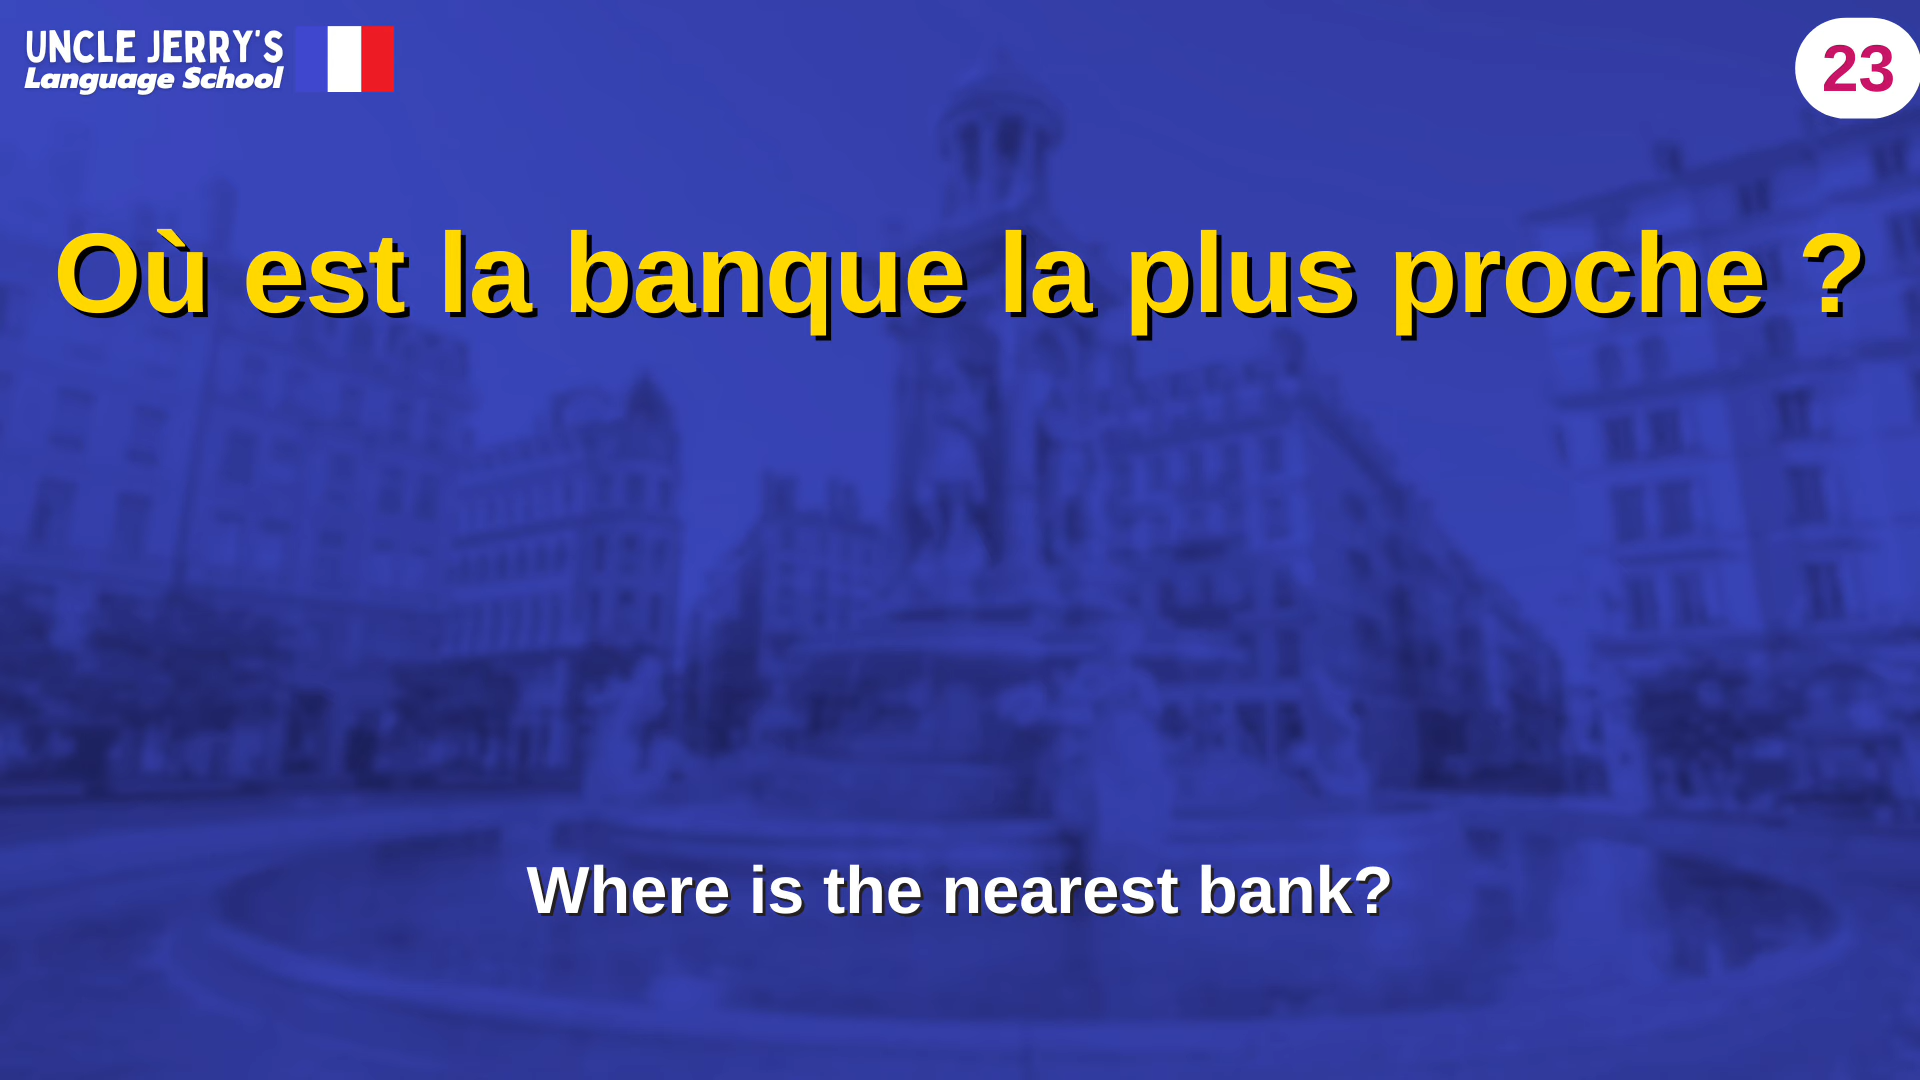 UNCLE JERRY'S
Language School
23
Où est la banque la plus proche ?
Where is the nearest bank?